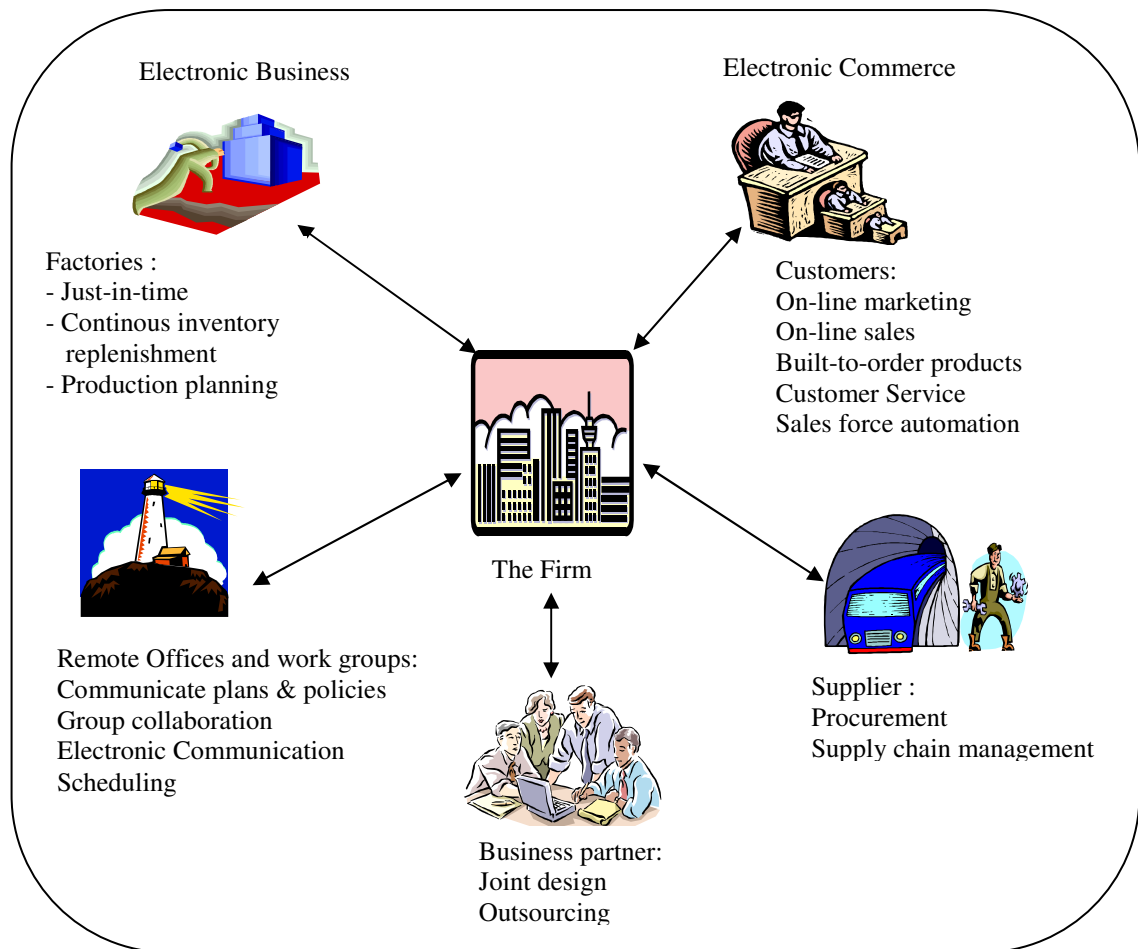 Electronic Business
Electronic Commerce
Factories :
- Just-in-time
- Continous inventory
replenishment
- Production planning
Customers:
On-line marketing
On-line sales
Built-to-order products
Customer Service
Sales force automation
The Firm
Remote Offices and work groups:
Communicate plans & policies
Group collaboration
Electronic Communication
Scheduling
Supplier :
Procurement
Supply chain management
Business partner:
Joint design
Outsourcing